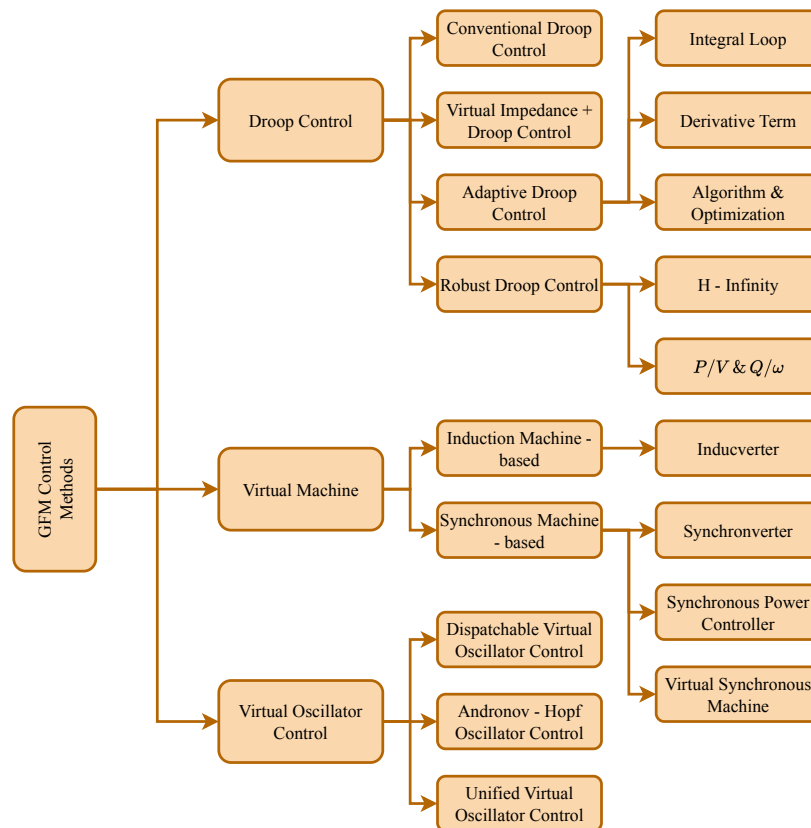 GFM Control
Methods
Droop Control
Conventional Droop
Control
Virtual Impedance +
Droop Control
Adaptive Droop
Control
Robust Droop Control
Integral Loop
Derivative Term
Algorithm &
Optimization
H - Infinity
P/V & Q/ω
Virtual Machine
Induction Machine -
based
Synchronous Machine
- based
Inducverter
Synchronverter
Synchronous Power
Controller
Virtual Synchronous
Machine
Virtual Oscillator
Control
Dispatchable Virtual
Oscillator Control
Andronov - Hopf
Oscillator Control
Unified Virtual
Oscillator Control